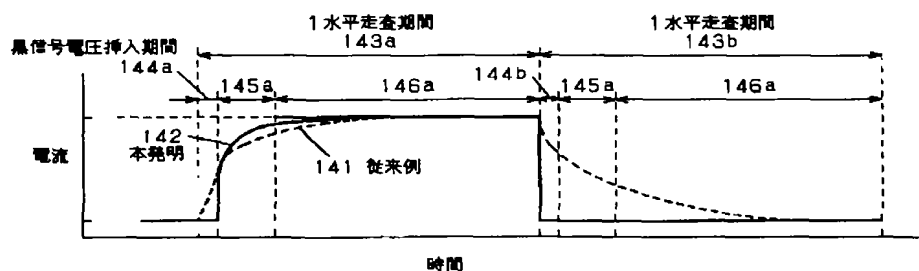 1水平走査期間
143a
1水平走査期間
143b
黒信号電圧挿入期間
144a
145a
146a
144b
145a
146a
142
本発明
141 従来例
電流
時間